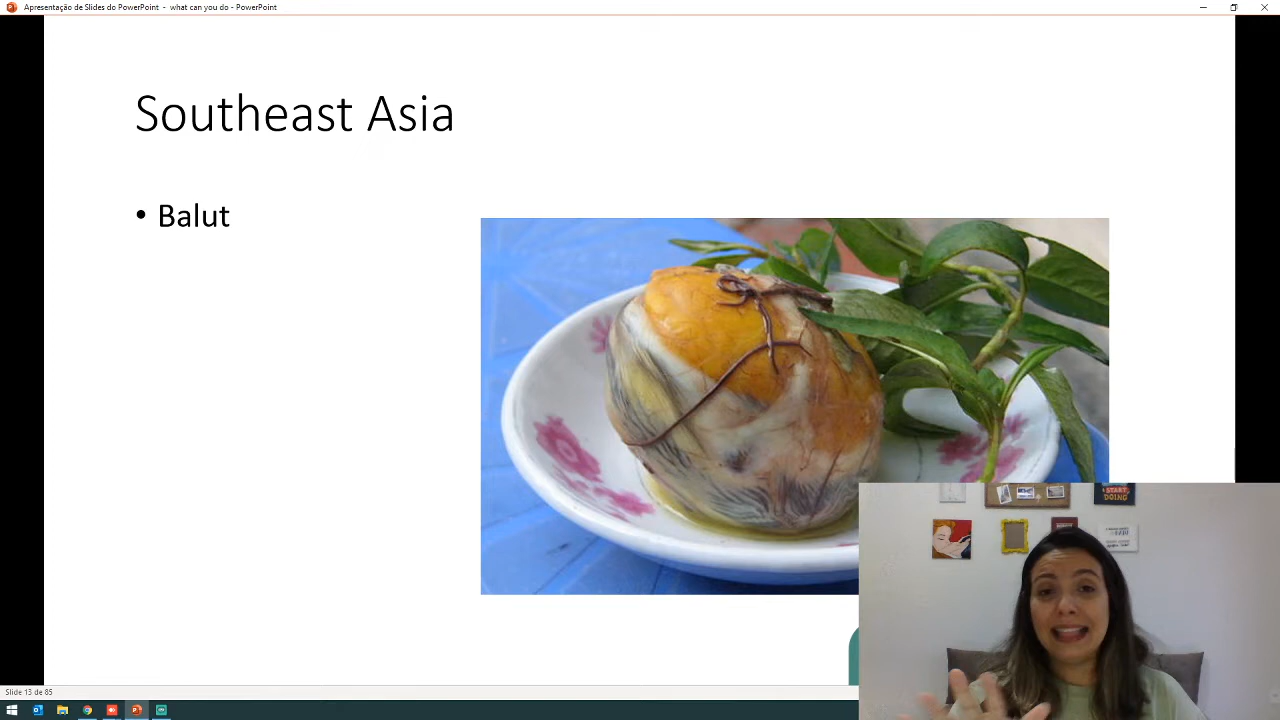 Apresentação de Slides do PowerPoint - what can you do - PowerPoint
Southeast Asia
• Balut
START
DOING
Slide 13 de 85